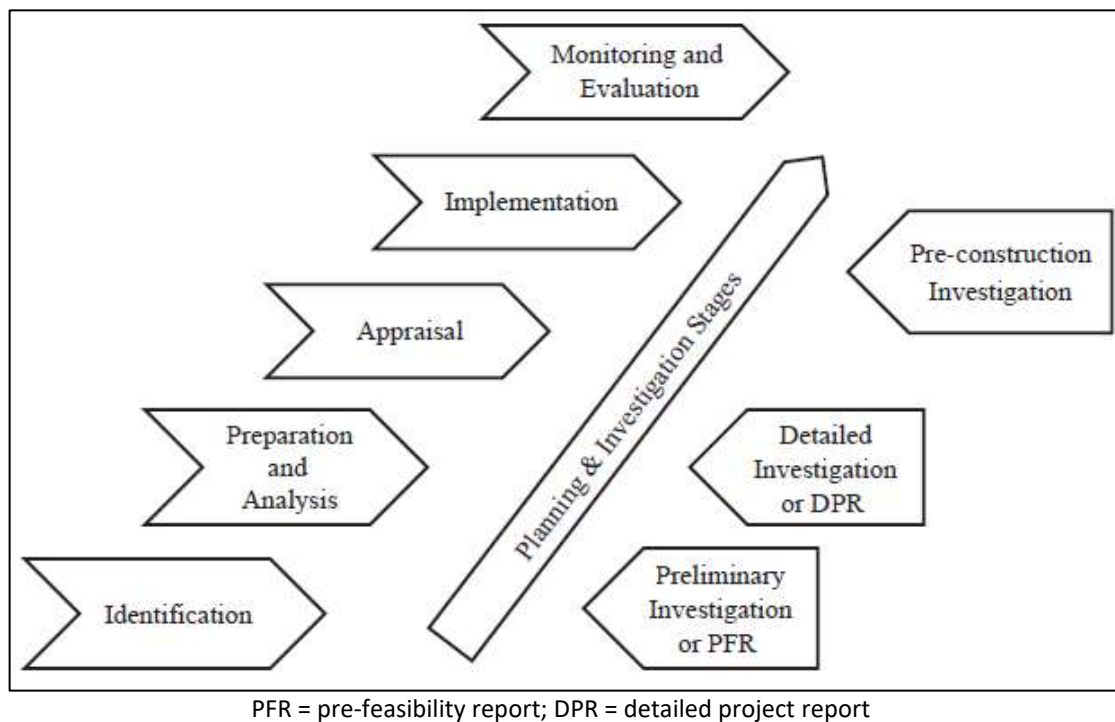 Monitoring and
Evaluation
Implementation
Pre-construction
Investigation
Appraisal
Planning & Investigation Stages
Preparation
and
Analysis
Detailed
Investigation
or DPR
Identification
Preliminary
Investigation
or PFR
PFR = pre-feasibility report; DPR = detailed project report